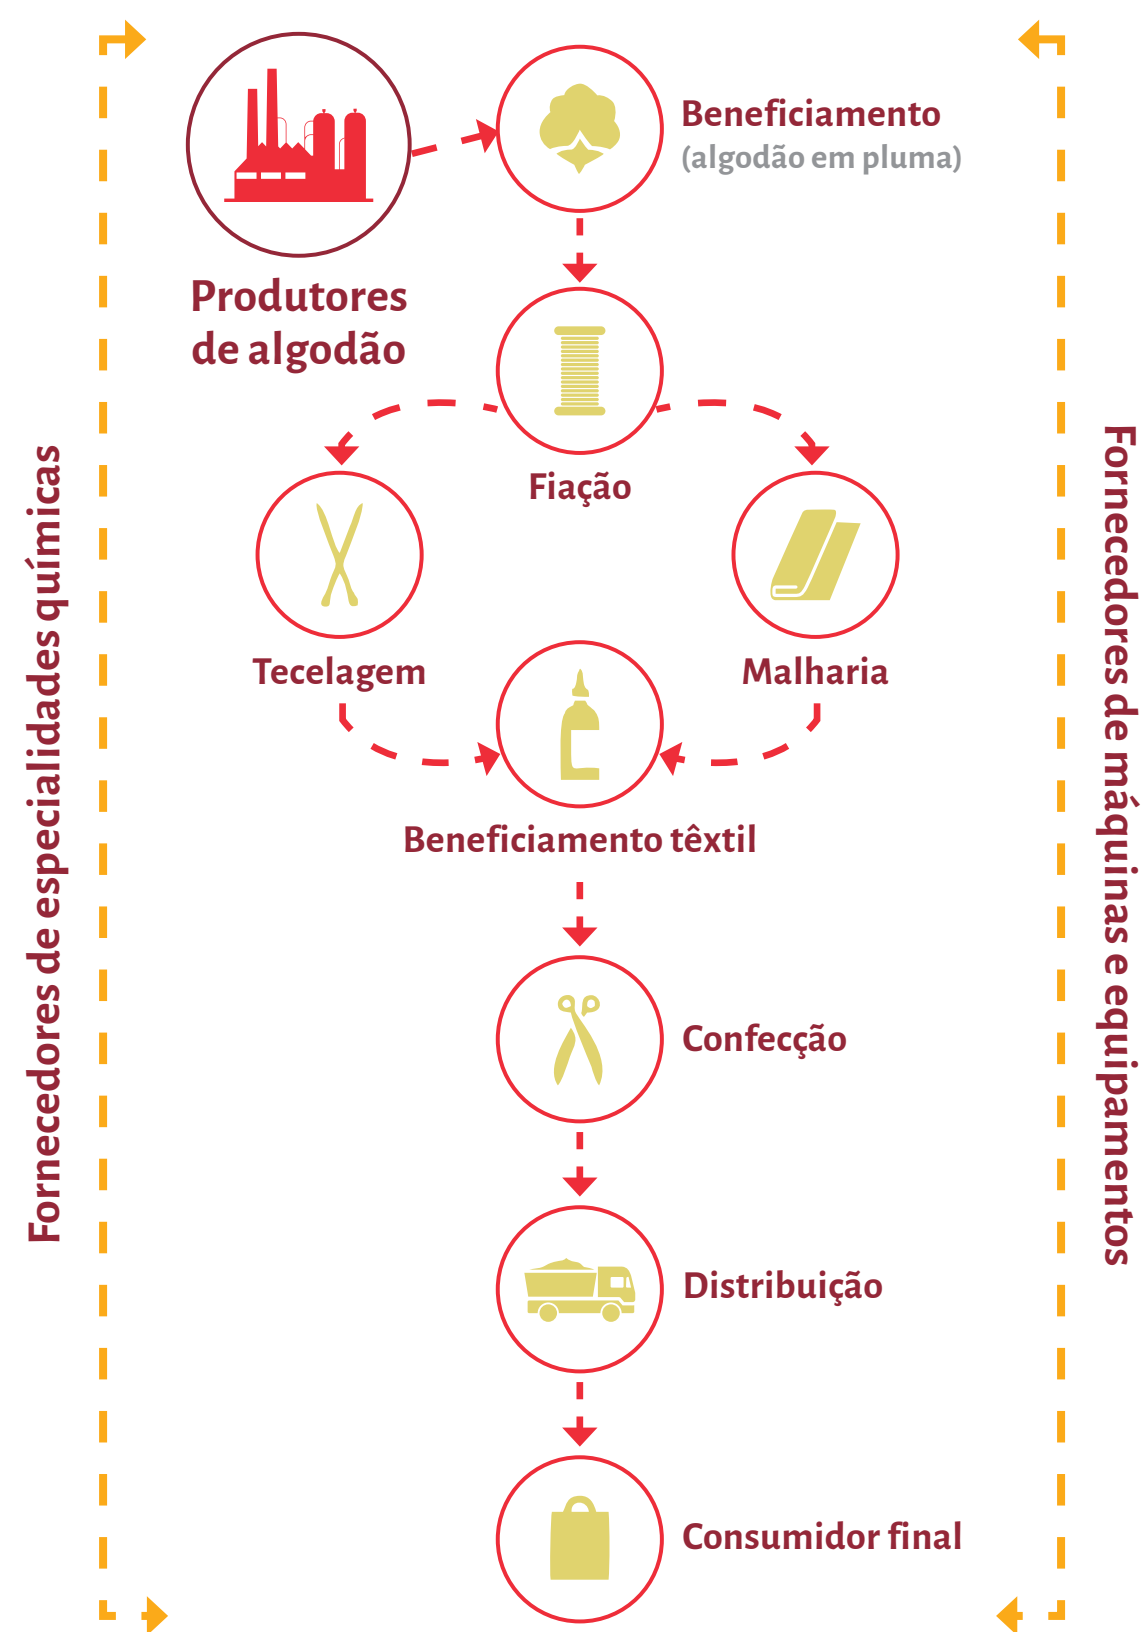 Beneficiamento
(algodão em pluma)
Produtores
de algodão
Fiação
Tecelagem
Malharia
Beneficiamento têxtil
Confecção
Distribuição
Consumidor final
Fornecedores de especialidades químicas
Fornecedores de máquinas e equipamentos